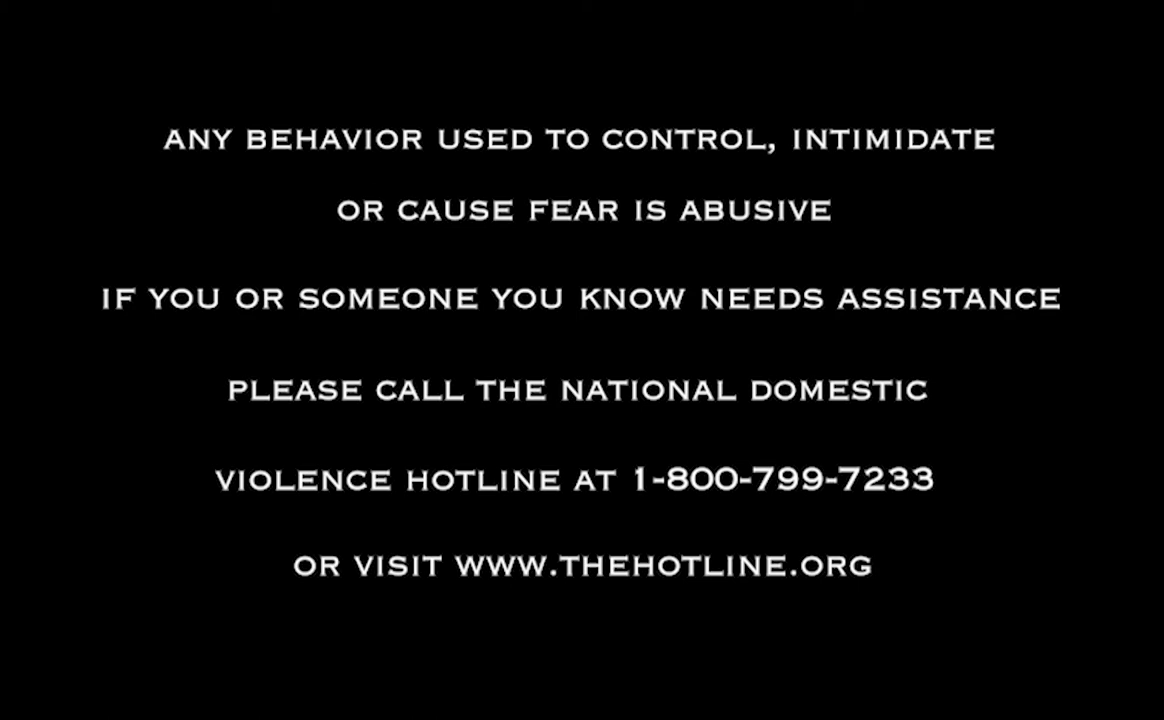 ANY BEHAVIOR USED TO CONTROL, INTIMIDATE
OR CAUSE FEAR IS ABUSIVE
IF YOU OR SOMEONE YOU KNOW NEEDS ASSISTANCE
PLEASE CALL THE NATIONAL DOMESTIC
VIOLENCE HOTLINE AT 1-800-799-7233
OR VISIT WWW.THEHOTLINE.ORG